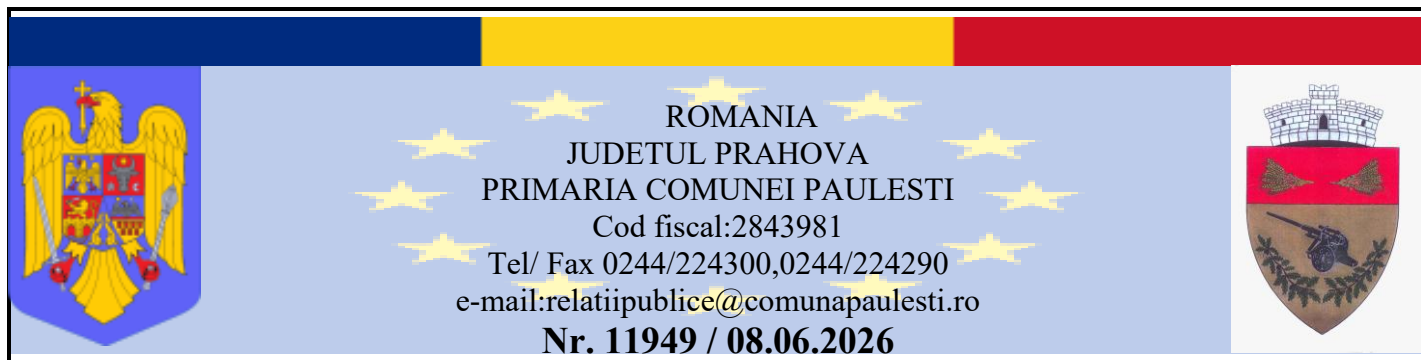 ROMANIA
JUDETUL PRAHOVA
PRIMARIA COMUNEI PAULESTI
Cod fiscal:2843981
Tel/ Fax 0244/224300,0244/224290
e-mail:relatiipublice@comunapaulesti.ro
Nr. 11949 / 08.06.2026